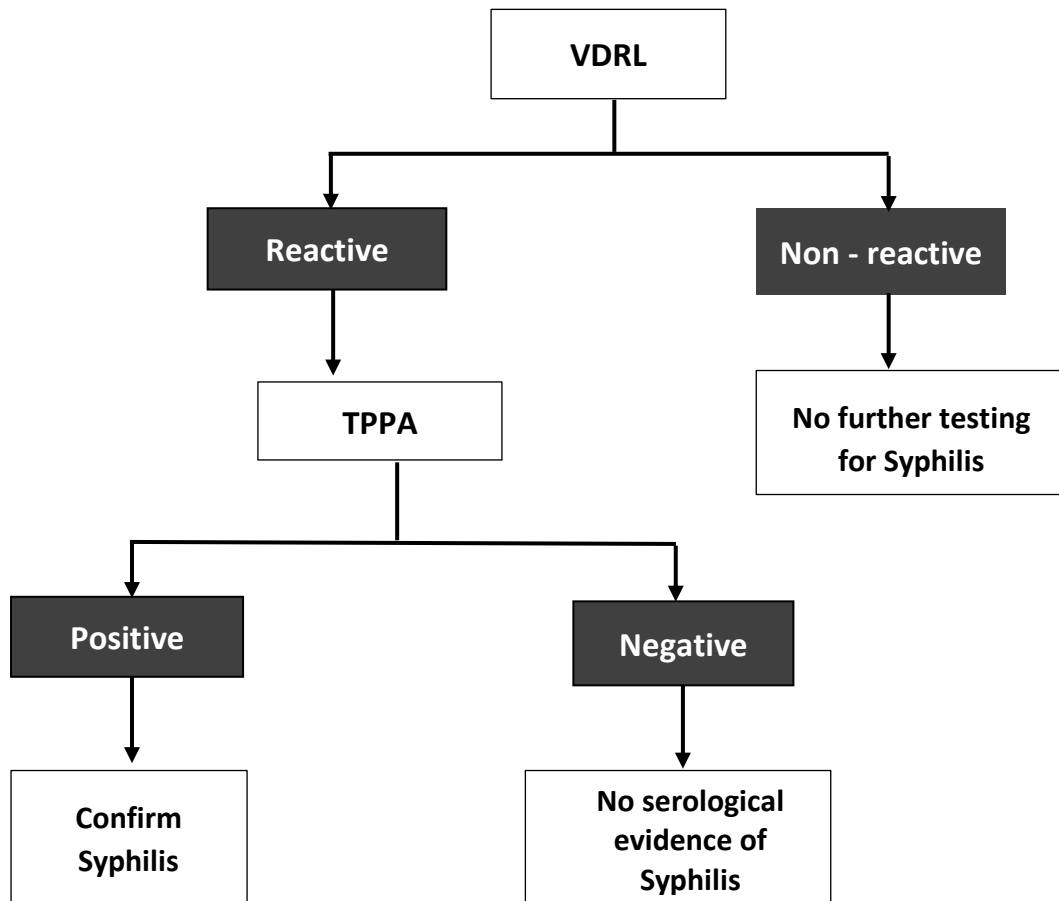 VDRL
Reactive
Non - reactive
TPPA
No further testing
for Syphilis
Positive
Negative
Confirm
Syphilis
No serological
evidence of
Syphilis